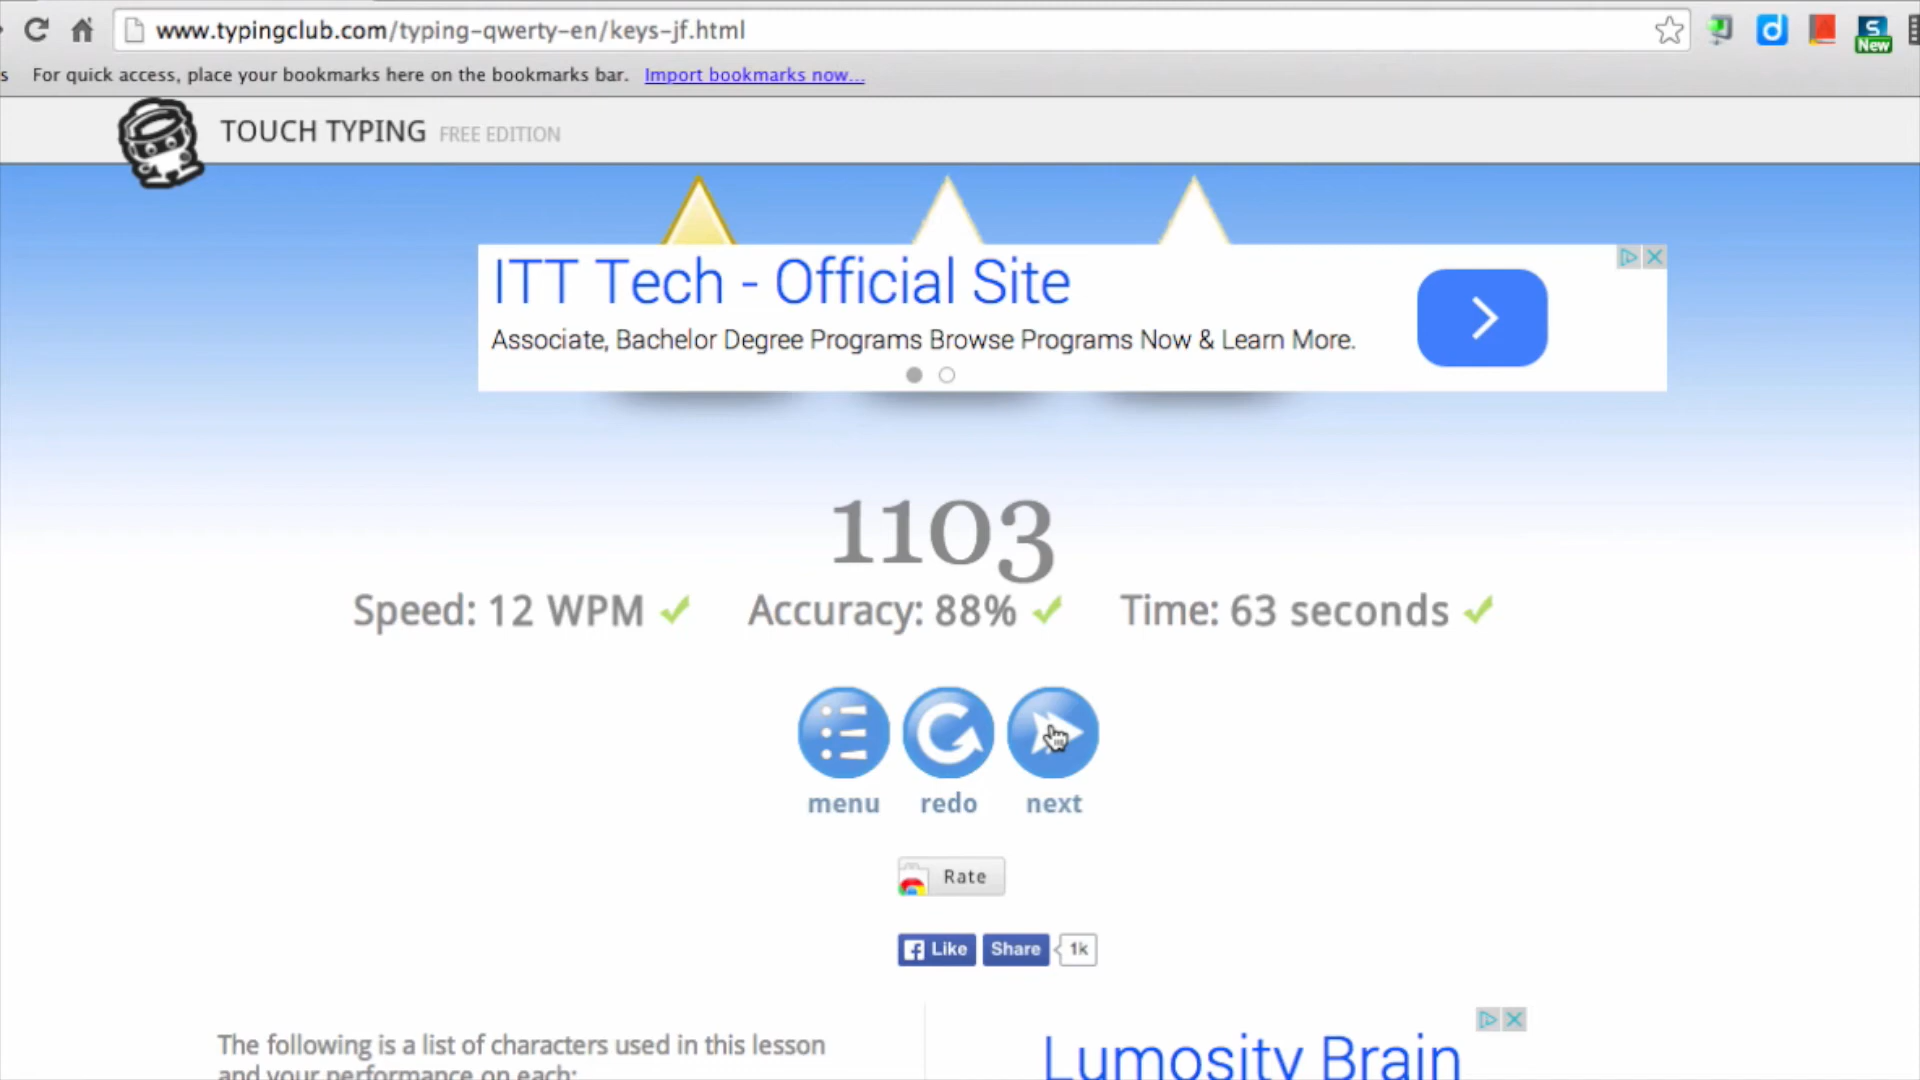 www.typingclub.com/typing-qwerty-en/keys-jf.html
S
New
s For quick access, place your bookmarks here on the bookmarks bar. Import bookmarks now...
TOUCH TYPING FREE EDITION
ITT Tech - Official Site
Associate, Bachelor Degree Programs Browse Programs Now & Learn More.
1103
Speed: 12 WPM Accuracy: 88% Time: 63 seconds
menu redo next
Rate
Like Share 1k
The following is a list of characters used in this lesson
and your performance on each:
Lumosity Brain